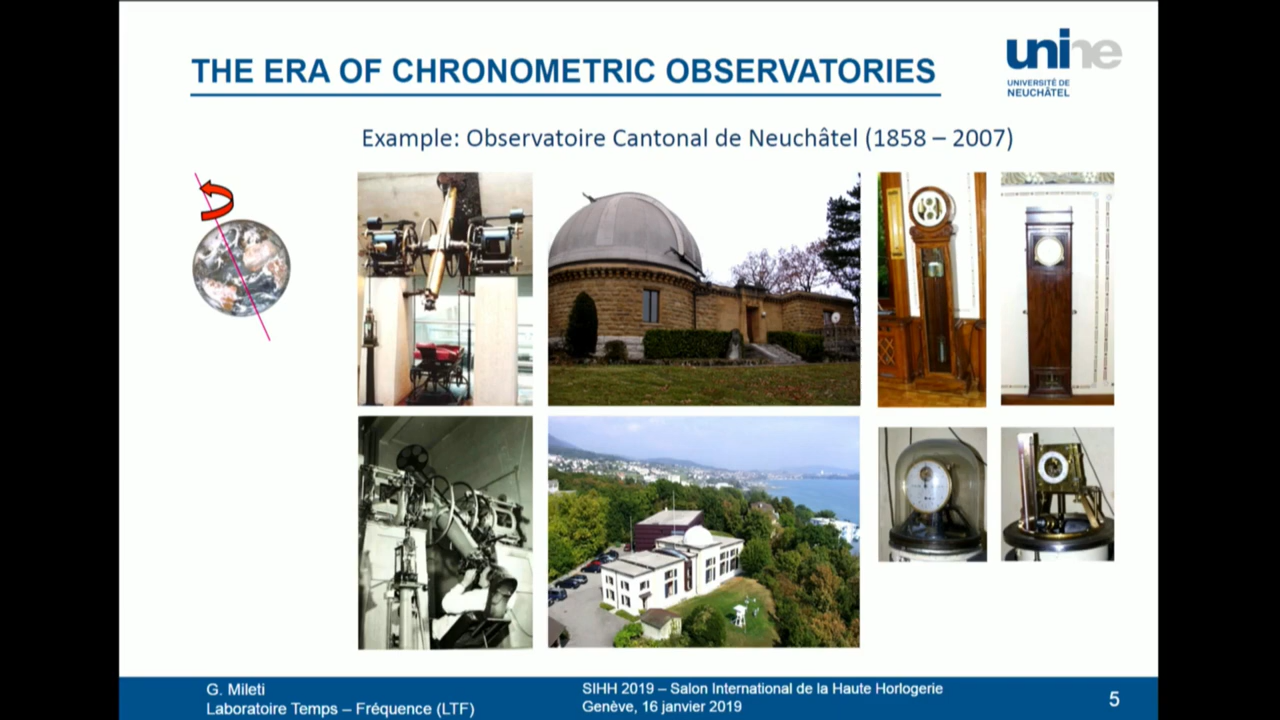 THE ERA OF CHRONOMETRIC OBSERVATORIES
unine
UNIVERSITÉ DE
NEUCHÂTEL
Example: Observatoire Cantonal de Neuchâtel (1858 – 2007)
G. Mileti
Laboratoire Temps – Fréquence (LTF)
SIHH 2019 – Salon International de la Haute Horlogerie
Genève, 16 janvier 2019
5